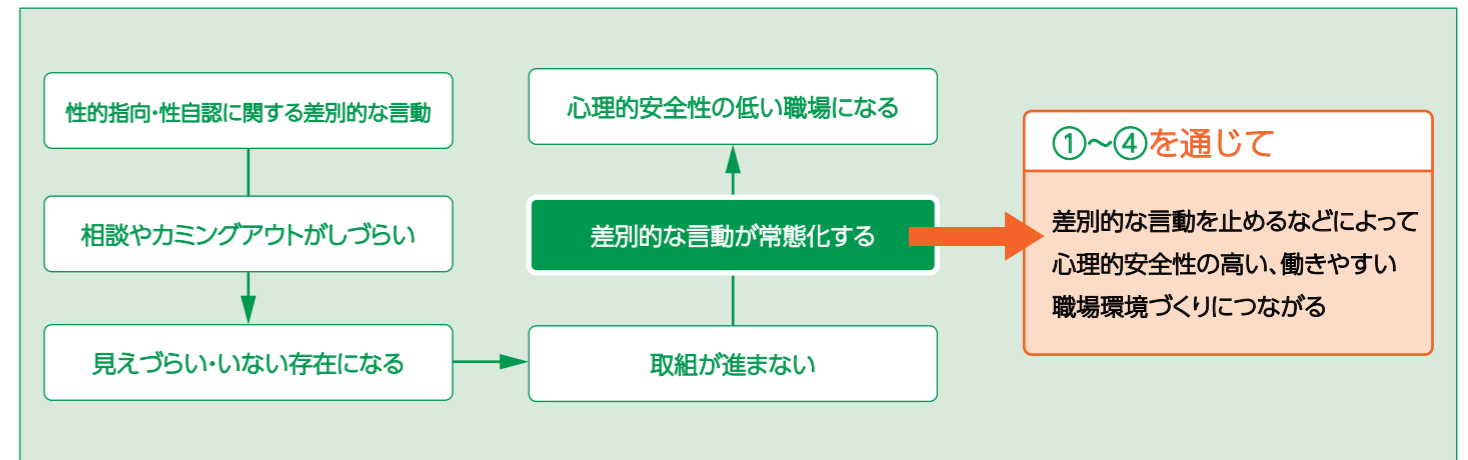 性的指向・性自認に関する差別的な言動
相談やカミングアウトがしづらい
見えづらい・いない存在になる
取組が進まない
差別的な言動が常態化する
心理的安全性の低い職場になる
①～④を通じて
差別的な言動を止めるなどによって
心理的安全性の高い、働きやすい
職場環境づくりにつながる